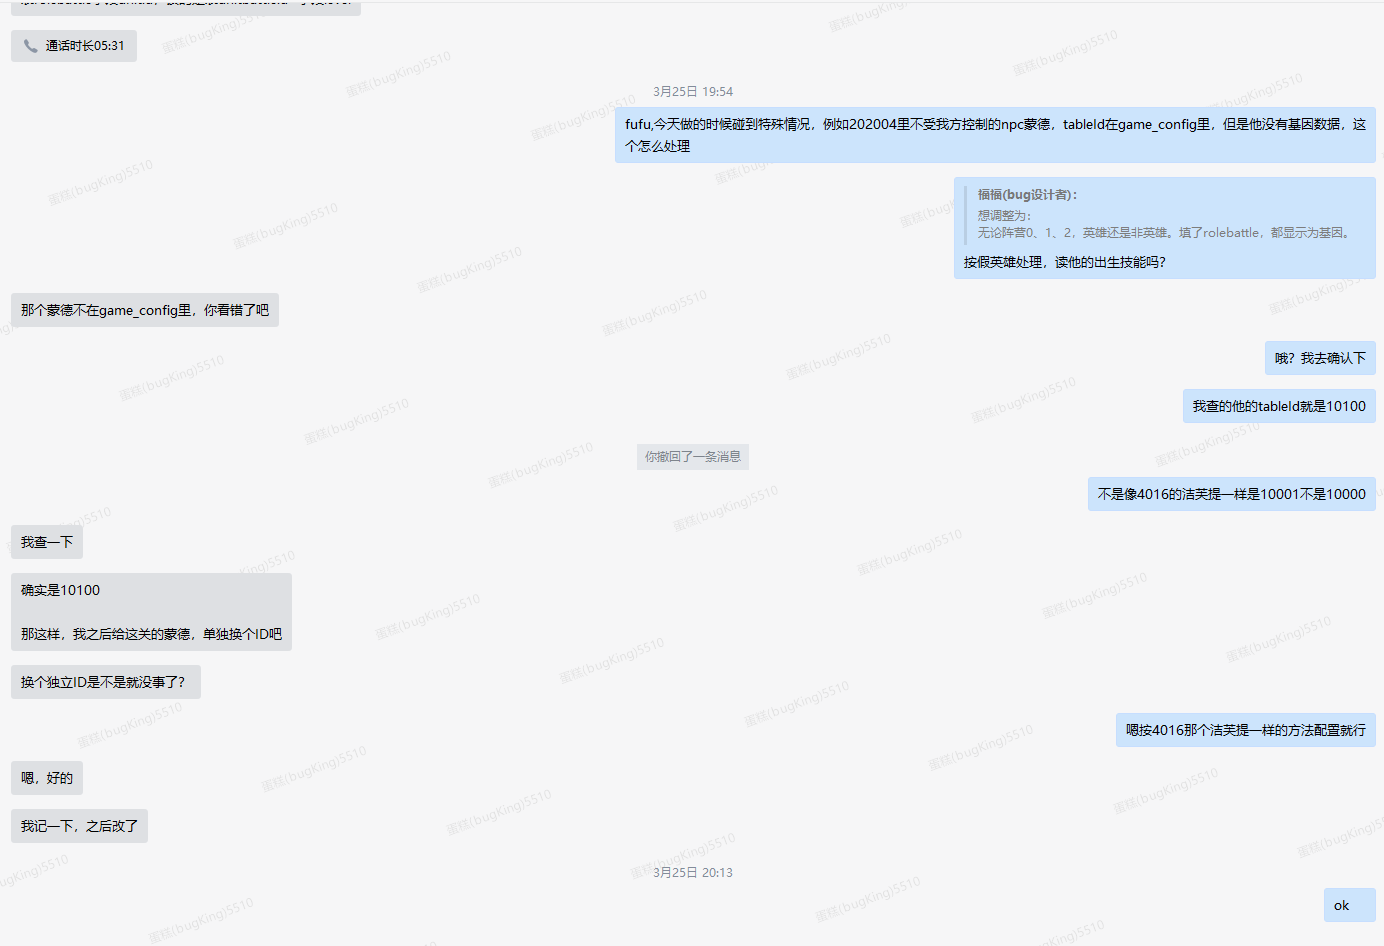 通话时长05:31
3月25日 19:54
fufu,今天做的时候碰到特殊情况，例如202004里不受我方控制的npc蒙德，tableId在game_config里，但是他没有基因数据，这
个怎么处理
福福(bug设计者)：
想调整为：
无论阵营0、1、2，英雄还是非英雄。填了rolebattle，都显示为基因。
按假英雄处理，读他的出生技能吗？
那个蒙德不在game_config里，你看错了吧
哦？我去确认下
我查的他的tableId就是10100
你撤回了一条消息
不是像4016的洁芙提一样是10001不是10000
我查一下
确实是10100
那这样，我之后给这关的蒙德，单独换个ID吧
换个独立ID是不是就没事了？
嗯按4016那个洁芙提一样的方法配置就行
嗯，好的
我记一下，之后改了
3月25日 20:13
ok
蛋糕(bugKing)5510